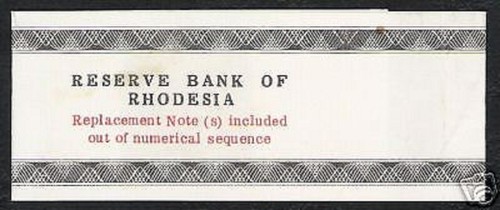 RESERVE BANK OF
RHODESIA
Replacement Note (s) included
out of numerical sequence